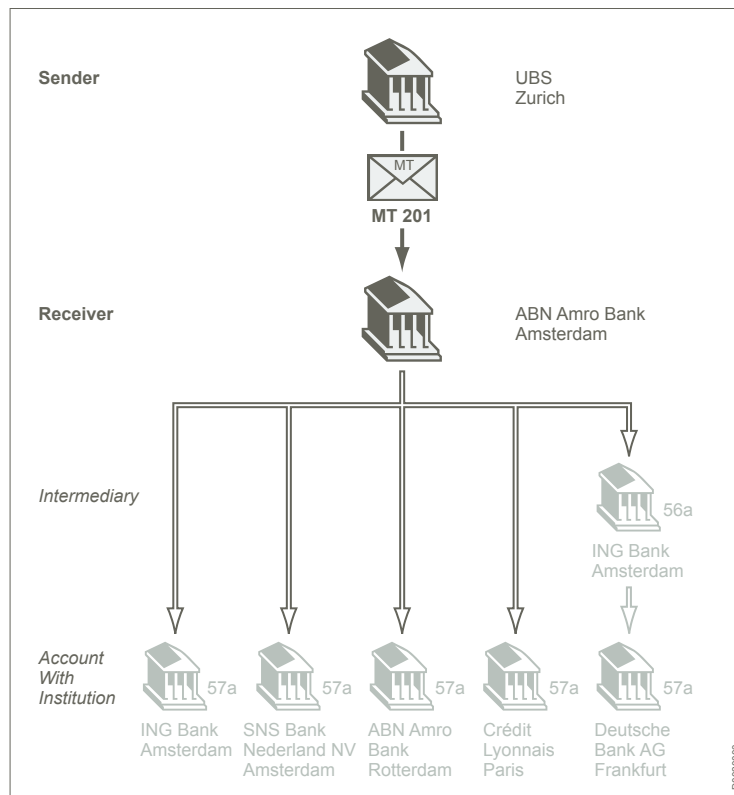 Sender
UBS
Zurich
MT
MT 201
Receiver
ABN Amro Bank
Amsterdam
Intermediary
56a
ING Bank
Amsterdam
Account
With
Institution
57a
57a
57a
57a
57a
ING Bank
Amsterdam
SNS Bank
Nederland NV
Amsterdam
ABN Amro
Bank
Rotterdam
Crédit
Lyonnais
Paris
Deutsche
Bank AG
Frankfurt